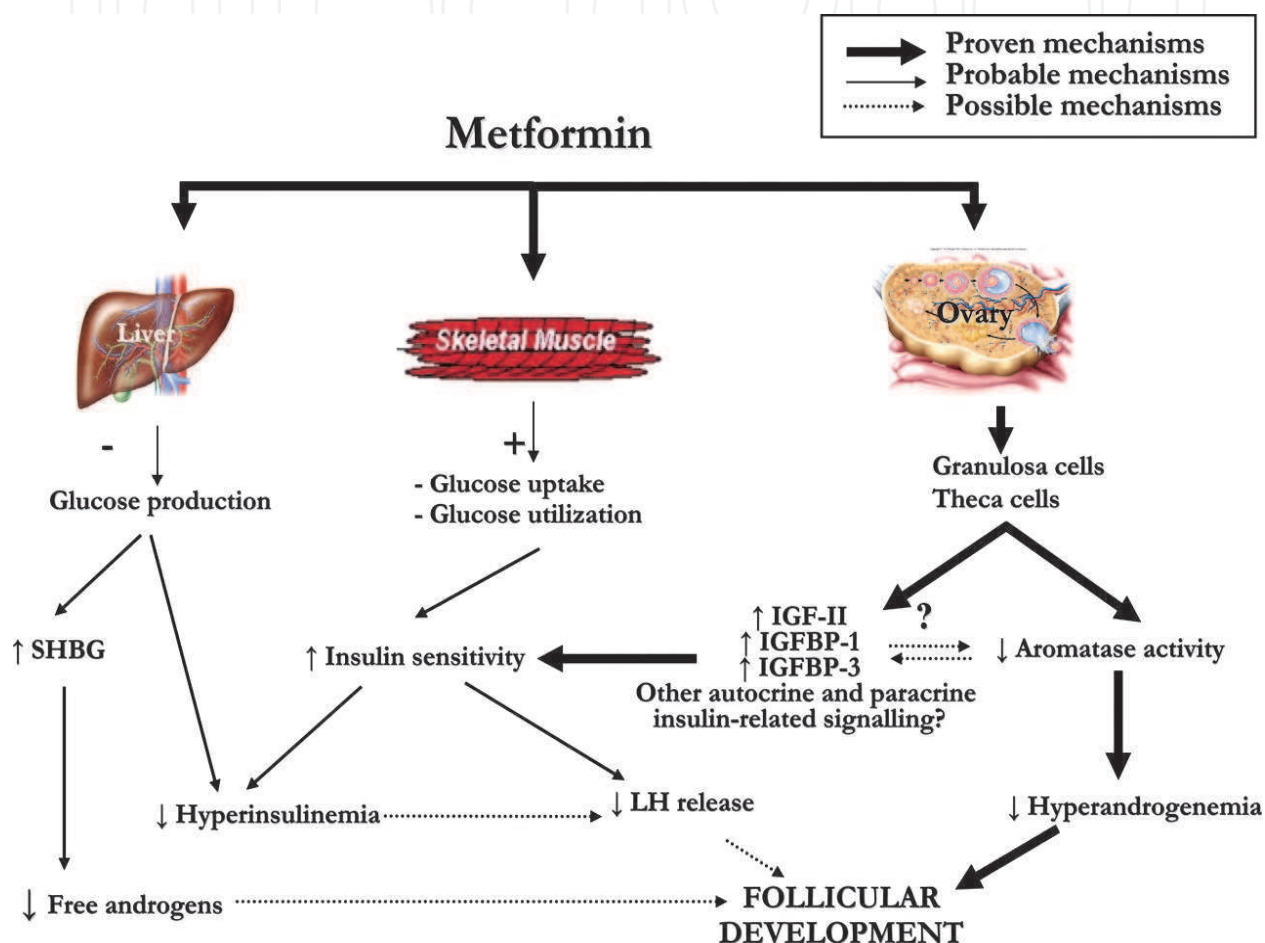 Proven mechanisms
Probable mechanisms
Possible mechanisms
Metformin
Liver
Skeletal Muscle
Ovary
-
+
Glucose production
- Glucose uptake
- Glucose utilization
Granulosa cells
Theca cells
↑ SHBG
↑ Insulin sensitivity
↑ IGF-II
↑ IGFBP-1
↑ IGFBP-3
?
Other autocrine and paracrine
insulin-related signalling?
↓ Aromatase activity
↓ Hyperinsulinemia
↓ LH release
↓ Hyperandrogenemia
↓ Free androgens
FOLLICULAR
DEVELOPMENT